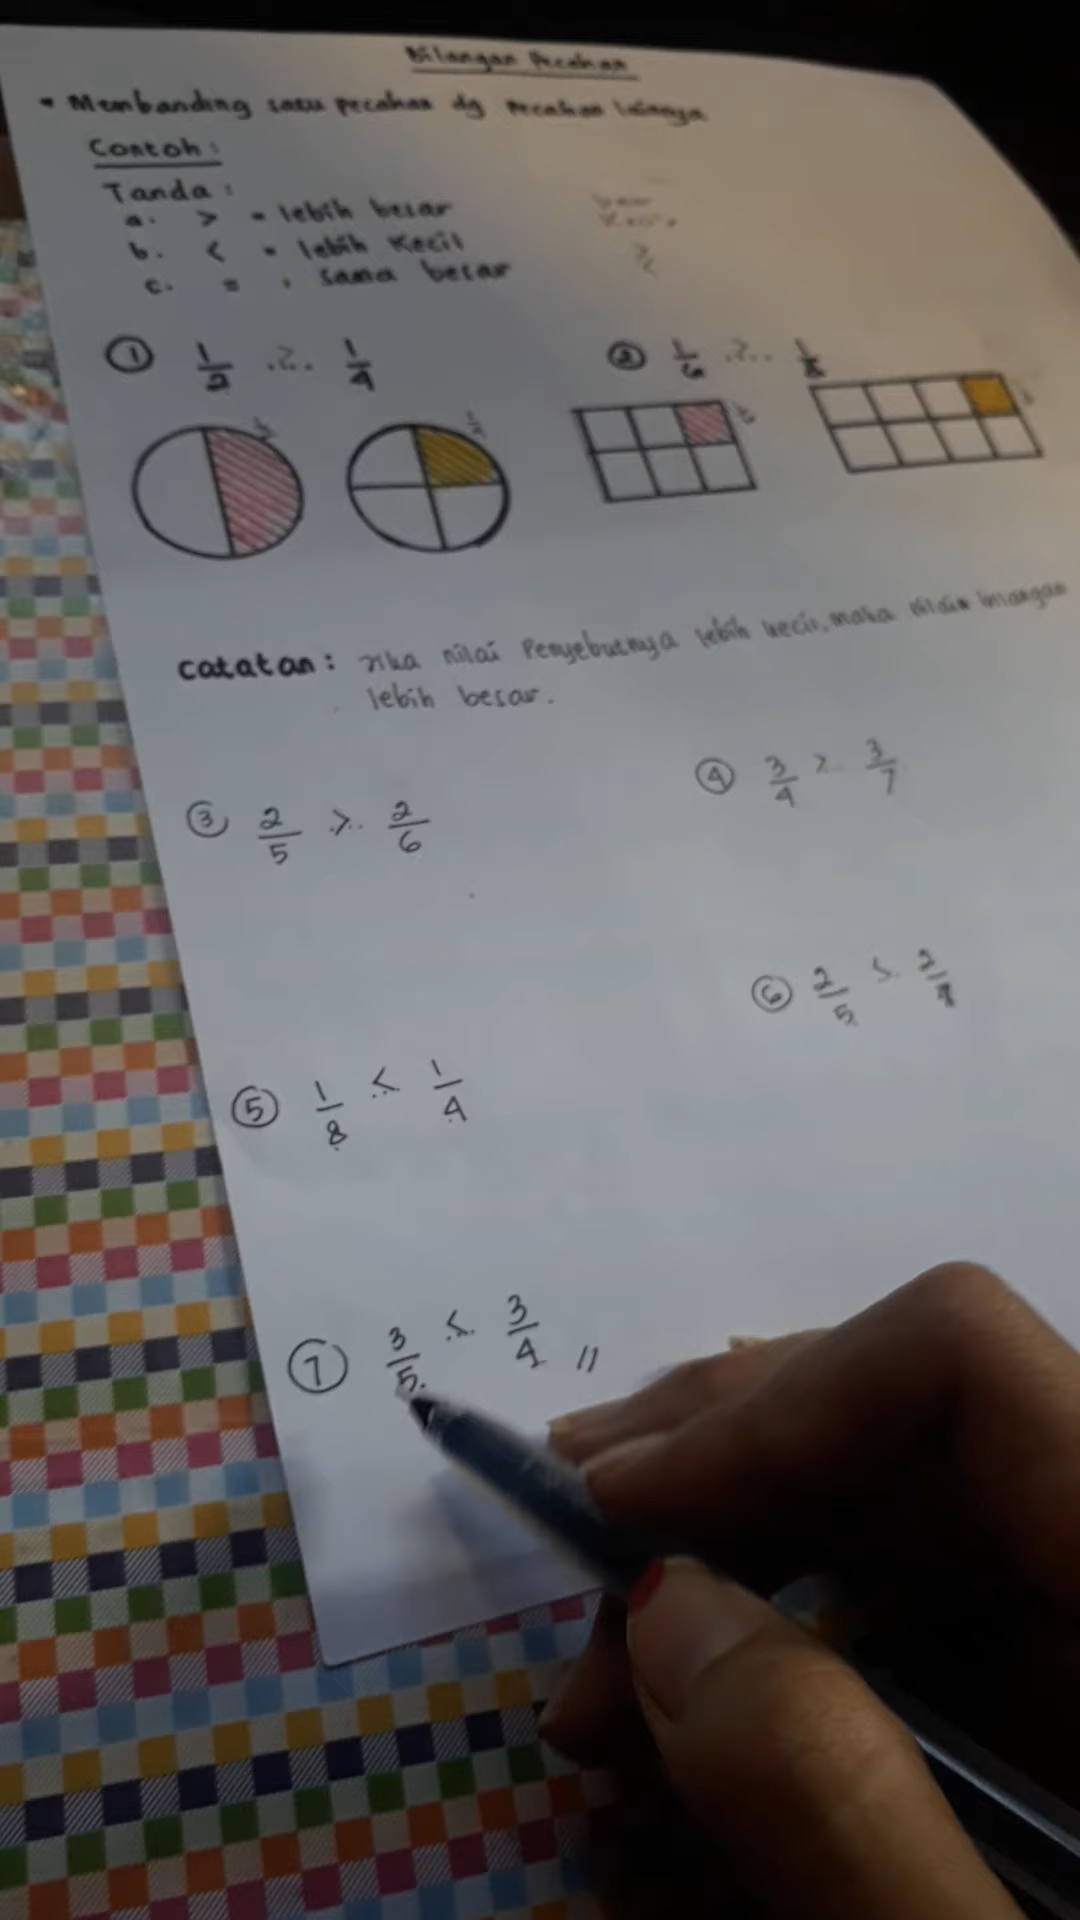 Bilangan Pecahan
• Membanding satu pecahan dg pecahan lainnya
Contoh :
Tanda :
a. > = lebih besar
b. < = lebih Kecil
c. = , sama besar
① 1/2 .>. 1/4
② 1/6 .>.. 1/8
Catatan : Jika nilai Penyebutnya lebih kecil, maka nilai bilangan
lebih besar.
③ 2/5 .>. 2/6
④ 3/4 > 3/7
⑤ 1/8 < 1/4
⑥ 2/5 < 2/4
⑦ 3/5 < 3/4 //